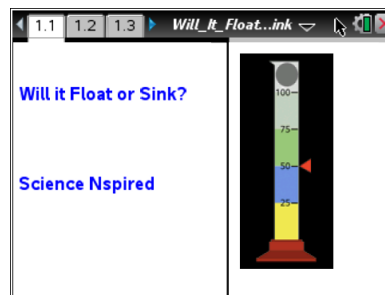 1.1 1.2 1.3 Will_It_Float...ink
Will it Float or Sink?
Science Nspired
100
75
50
25